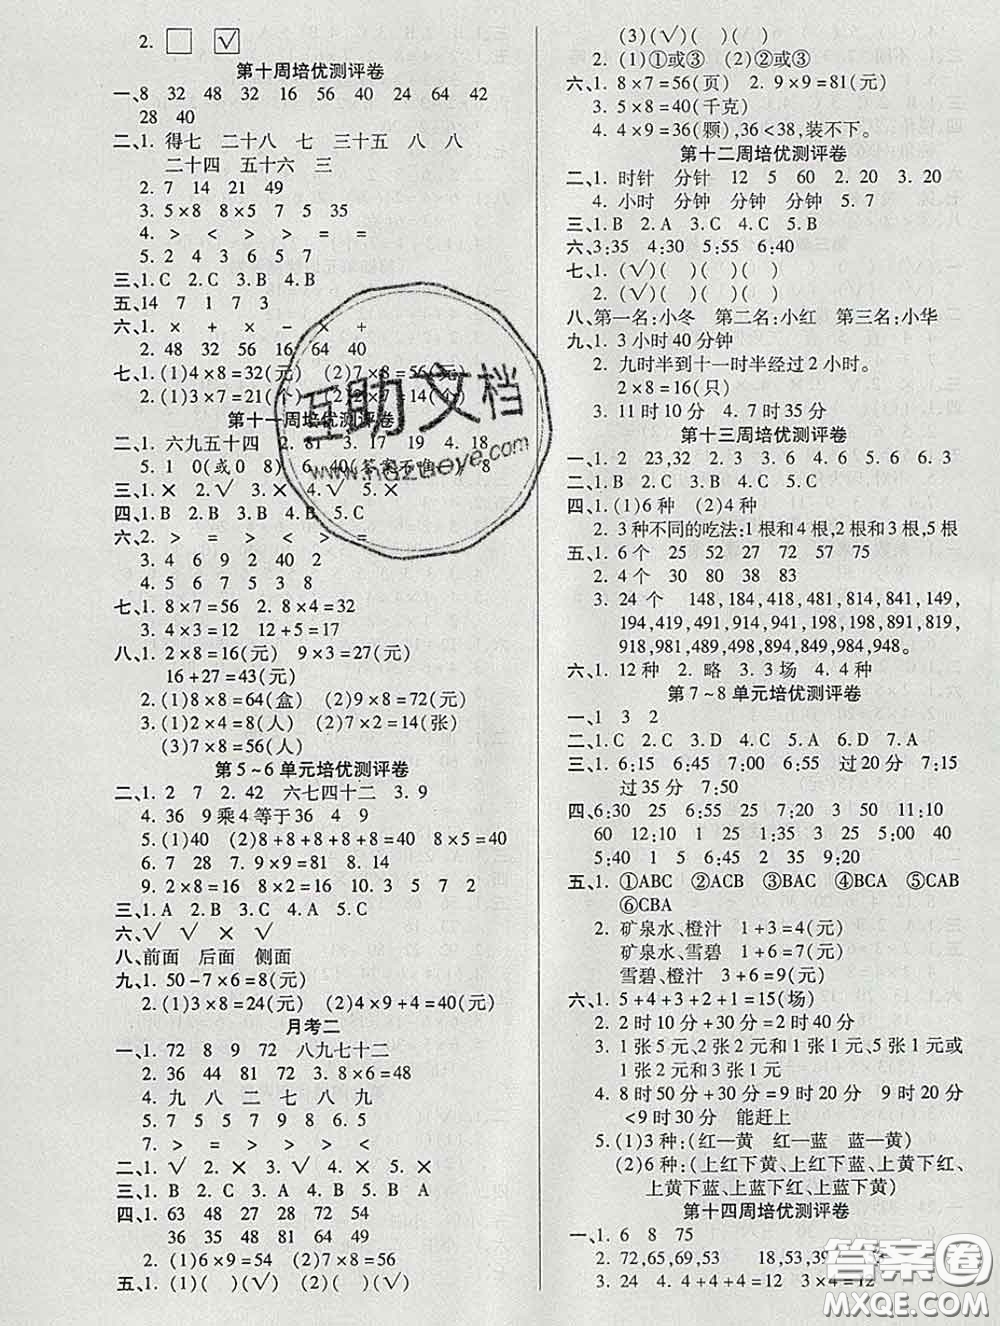 2. □ ☑
第十周培优测评卷
一、8 32 48 32 16 56 40 24 64 42
28 40
二、1. 得七 二十八 七 三十五 八 八
二十四 五十六 三
2. 7 14 21 49
3. 5×8 8×5 7 5 35
4. > < > = >
5. 2 4 6 5 7
三、1. C 2. C 3. B 4. B
五、14 7 1 7 3
六、1. × + − × +
2. 48 32 56 16 64 40
七、1. (1)4×8=32(元) (2)7×8=56(元)
2. (1)3×7=21(个) (2)2×7=14(元)
第十一周培优测评卷
二、1. 六九五十四 2. 81 3. 17 19 4. 18
5. 1 0(或0 8) 6. 40(答案不唯一) 7. 8
三、1. × 2. √ 3. × 4. √ 5. ×
四、1. B 2. A 3. A 4. B 5. C
六、2. > = < < > =
3. 4 6 9 2 40
4. 5 6 5 3 8
七、1. 8×7=56 2. 8×4=32
3. 4×3=12 12+5=17
八、1. 2×8=16(元) 9×3=27(元)
16+27=43(元)
2. (1)8×5=40(盒) (2)8×7=56(元)
3. (1)4×2=8(人) (2)7×2=14(张)
(3)7×8=56(人)
第5~6单元培优测评卷
二、1. 2 7 2. 42 六七四十二 3. 9
4. 36 9乘4等于36 4 9
5. (1)40 (2)8+8+8+8+8=40 8×5=40
6. 7 28 7. 9×9=81 8. 14
9. 2×8=16 10. 5 8 4 6 7 2
三、1. A 2. B 3. C 4. A 5. C
六、√ √ × √
八、前面 后面 侧面
九、1. 50−7×6=8(元)
2. (1)3×8=24(元) (2)4×9+4=40(元)
月考二
一、1. 72 8 9 72 八九七十二
2. 36 44 81 72 3. 8×6=48
4. 九 八 二 七 八 九
5. 7 7 8 9 8 7 6. 5
7. > = > > > <
二、1. √ 2. × 3. × 4. √ 5. √
三、1. B 2. C 3. C 4. B 5. A
四、1. 63 48 27 28 72 54
36 35 48 48 64 49
2. (1)6×9=54 (2)7×8=56
五、1. (1)( )(√) (2)( )( )(√)
(3)(√)( )( )
2. (1)①或③ (2)②或③
六、1. 8×7=56(页) 2. 9×9=81(元)
3. 5×8=40(千克)
4. 4×9=36(颗),36<38,装不下。
第十二周培优测评卷
二、1. 时针 分针 12 5 60 2. 20 3. 20
4. 小时 分钟 分钟 分钟 5. 7
三、1. B 2. A 3. C 4. C 5. B
六、3:35 4:30 5:55 6:40
七、1. (√)( )( )( )
2. (√)( )( )( )
八、第一名:小冬 第二名:小红 第三名:小华
九、1. 3小时40分钟
2. 九时半到十一时半经过2小时。
2×8=16(只)
3. 11时10分 4. 7时35分
第十三周培优测评卷
一、1. 2 23,32 2. 3 3. 6 4. 2 5. 6 6. 3
二、1. B 2. C 3. C 4. B
四、1. (1)6种 (2)4种
2. 3种不同的吃法:1根和4根,2根和3根,5根
五、1. 6个 25 52 27 72 57 75
2. 4个 30 80 38 83
3. 24个 148,184,418,481,814,841,149,
194,419,491,914,941,198,198,891,819,
918,981,489,498,894,849,984,948。
六、1. 12种 2. 略 3. 3场 4. 4种
第7~8单元培优测评卷
一、1 3 2
二、1. C 2. C 3. D 4. C 5. A 6. D 7. A
三、5:15 5:20 6:55 过20分 7:15
过35分 7:50
四、6:30 25 6:55 25 7:20 3 50 11:10
60 12:10 1 25 1:35 5:00 20 40
5:40 1 5 6:45 2 5 9:50
五、1. ①ABC ②ACB ③BAC ④BCA ⑤CAB
⑥CBA
2. 矿泉水、橙汁 1+3=4(元)
矿泉水、雪碧 1+6=7(元)
雪碧、橙汁 3+6=9(元)
六、1. 5+4+3+2+1=15(场)
2. 2时10分+30分=2时40分
3. 1张5元、2张2元和1张1元,5张2元或
1张2元和3张1元
4. 8时50分+30分=9时20分 9时20分
<9时30分 能赶上
5. (1)3种:(红—黄 红—蓝 蓝—黄)
(2)6种:(上红下黄、上红下蓝、上黄下红、
上黄下蓝、上蓝下红、上蓝下黄)
第十四周培优测评卷
一、1. 6 8 75
2. 72,65,69,53 18,53,39
3. 24 4. 4+4+4=12 3×4=12
互助文档
www.hdzuoye.com
答案圈
MXQE.COM